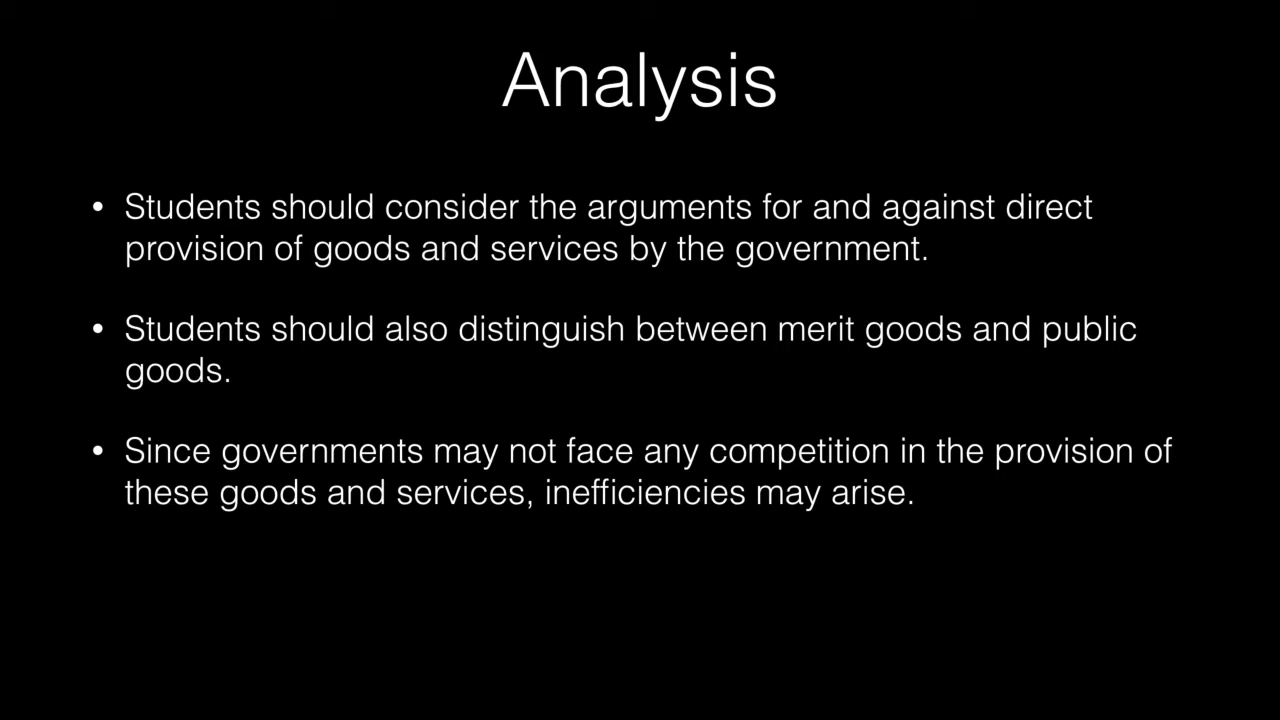 Analysis
• Students should consider the arguments for and against direct
provision of goods and services by the government.
• Students should also distinguish between merit goods and public
goods.
• Since governments may not face any competition in the provision of
these goods and services, inefficiencies may arise.